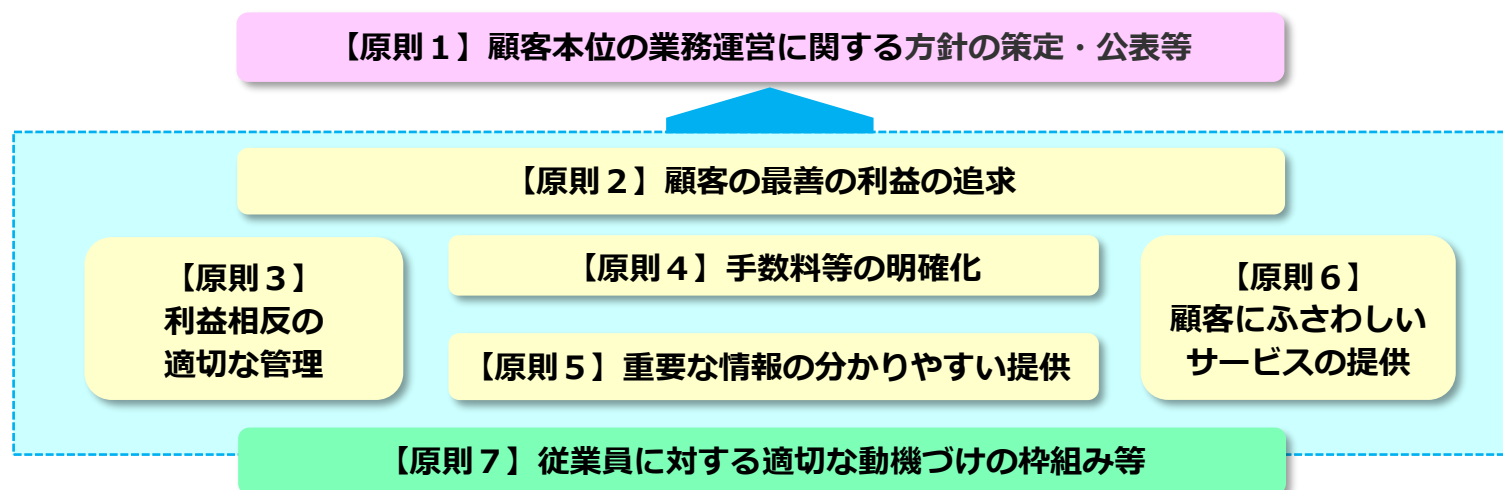 【原則１】顧客本位の業務運営に関する方針の策定・公表等
【原則２】顧客の最善の利益の追求
【原則３】
利益相反の
適切な管理
【原則４】手数料等の明確化
【原則５】重要な情報の分かりやすい提供
【原則６】
顧客にふさわしい
サービスの提供
【原則７】従業員に対する適切な動機づけの枠組み等